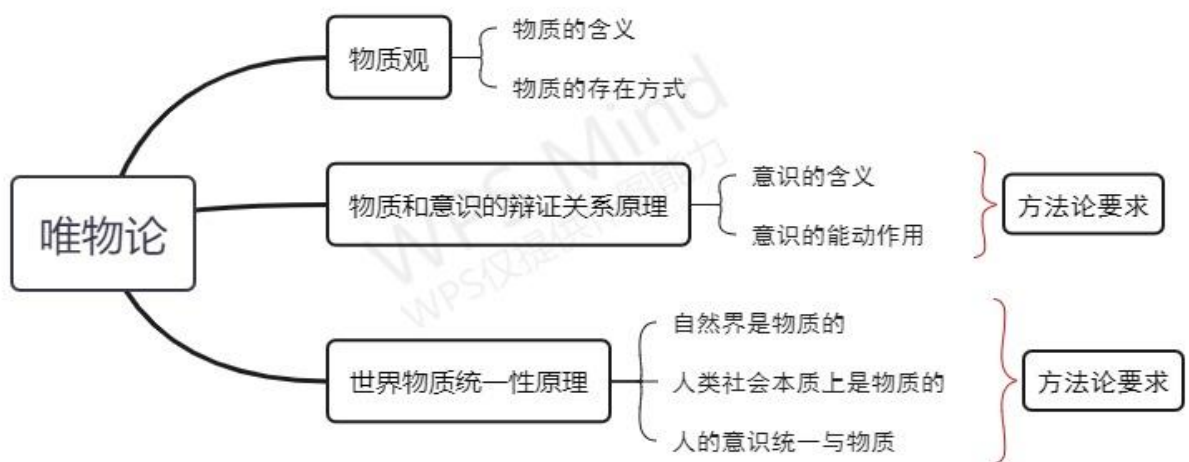 唯物论
物质观
物质的含义
物质的存在方式
物质和意识的辩证关系原理
意识的含义
意识的能动作用
方法论要求
世界物质统一性原理
自然界是物质的
人类社会本质上是物质的
人的意识统一与物质
方法论要求
WPS Mind